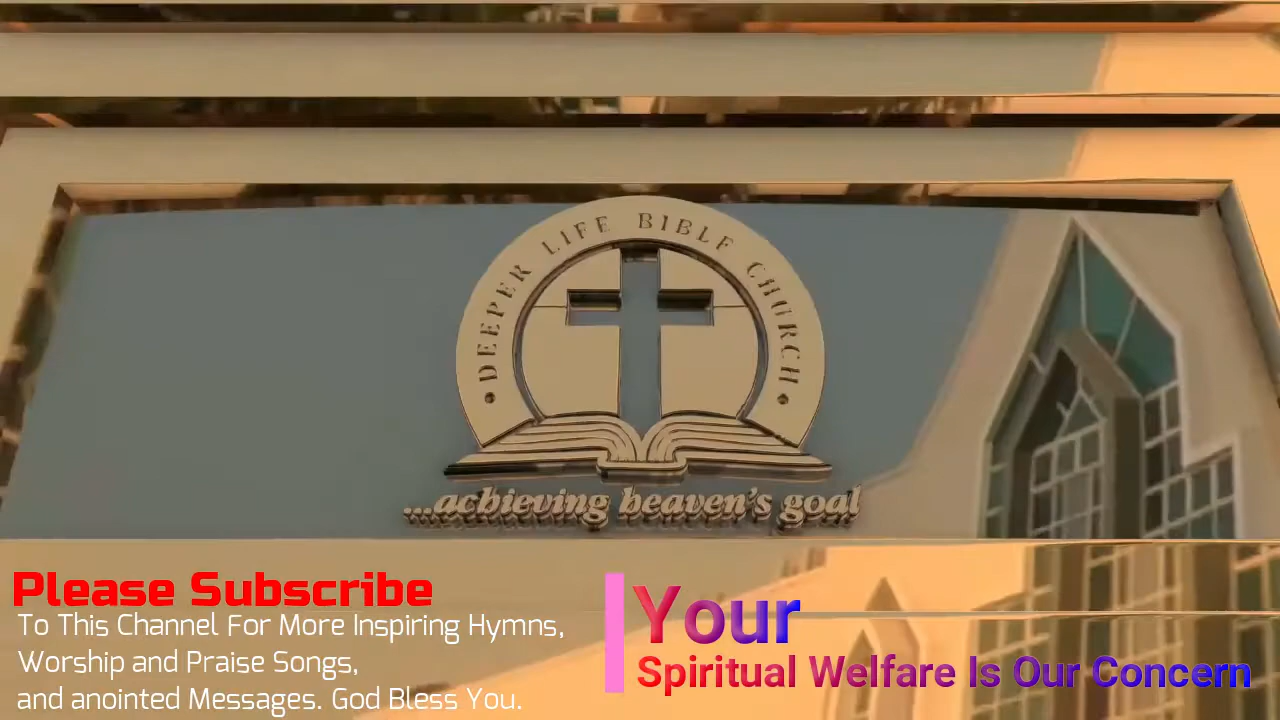 DEEPER LIFE BIBLE CHURCH
...achieving heaven's goal
Please Subscribe
To This Channel For More Inspiring Hymns,
Worship and Praise Songs,
and anointed Messages. God Bless You.
Your
Spiritual Welfare Is Our Concern